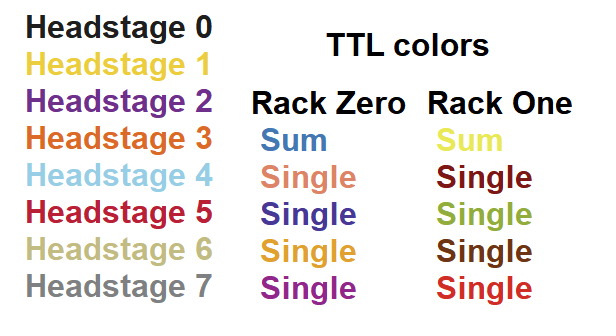 Headstage 0
Headstage 1
Headstage 2
Headstage 3
Headstage 4
Headstage 5
Headstage 6
Headstage 7
TTL colors
Rack Zero Rack One
Sum Sum
Single Single
Single Single
Single Single
Single Single